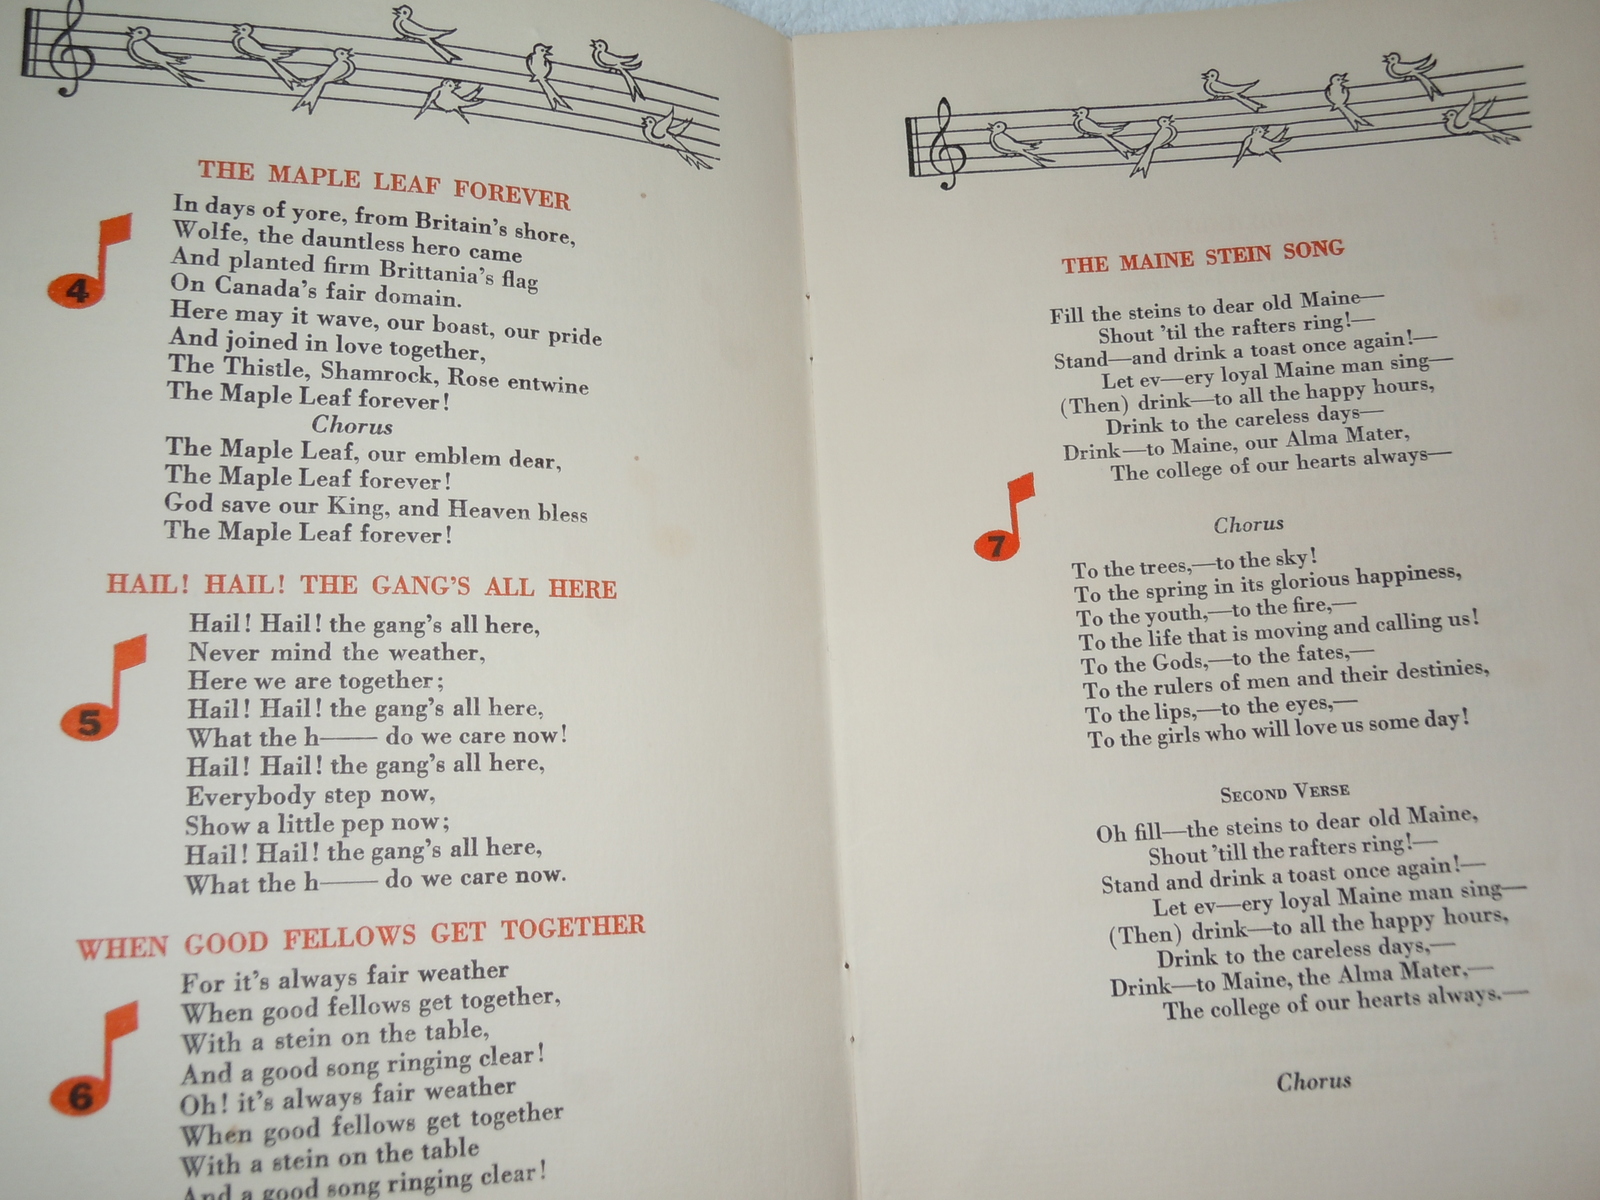 THE MAPLE LEAF FOREVER
4
In days of yore, from Britain's shore,
Wolfe, the dauntless hero came
And planted firm Brittania's flag
On Canada's fair domain.
Here may it wave, our boast, our pride
And joined in love together,
The Thistle, Shamrock, Rose entwine
The Maple Leaf forever!
Chorus
The Maple Leaf, our emblem dear,
The Maple Leaf forever!
God save our King, and Heaven bless
The Maple Leaf forever!
HAIL! HAIL! THE GANG'S ALL HERE
5
Hail! Hail! the gang's all here,
Never mind the weather,
Here we are together;
Hail! Hail! the gang's all here,
What the h—— do we care now!
Hail! Hail! the gang's all here,
Everybody step now,
Show a little pep now;
Hail! Hail! the gang's all here,
What the h—— do we care now.
WHEN GOOD FELLOWS GET TOGETHER
6
For it's always fair weather
When good fellows get together,
With a stein on the table,
And a good song ringing clear!
Oh! it's always fair weather
When good fellows get together
With a stein on the table
And a good song ringing clear!
THE MAINE STEIN SONG
7
Fill the steins to dear old Maine—
Shout 'til the rafters ring!—
Stand—and drink a toast once again!—
Let ev—ery loyal Maine man sing—
(Then) drink—to all the happy hours,
Drink to the careless days—
Drink—to Maine, our Alma Mater,
The college of our hearts always—
Chorus
To the trees,—to the sky!
To the spring in its glorious happiness,
To the youth,—to the fire,—
To the life that is moving and calling us!
To the Gods,—to the fates,—
To the rulers of men and their destinies,
To the lips,—to the eyes,—
To the girls who will love us some day!
SECOND VERSE
Oh fill—the steins to dear old Maine,
Shout 'till the rafters ring!—
Stand and drink a toast once again!—
Let ev—ery loyal Maine man sing—
(Then) drink—to all the happy hours,
Drink to the careless days,—
Drink—to Maine, the Alma Mater,—
The college of our hearts always.—
Chorus